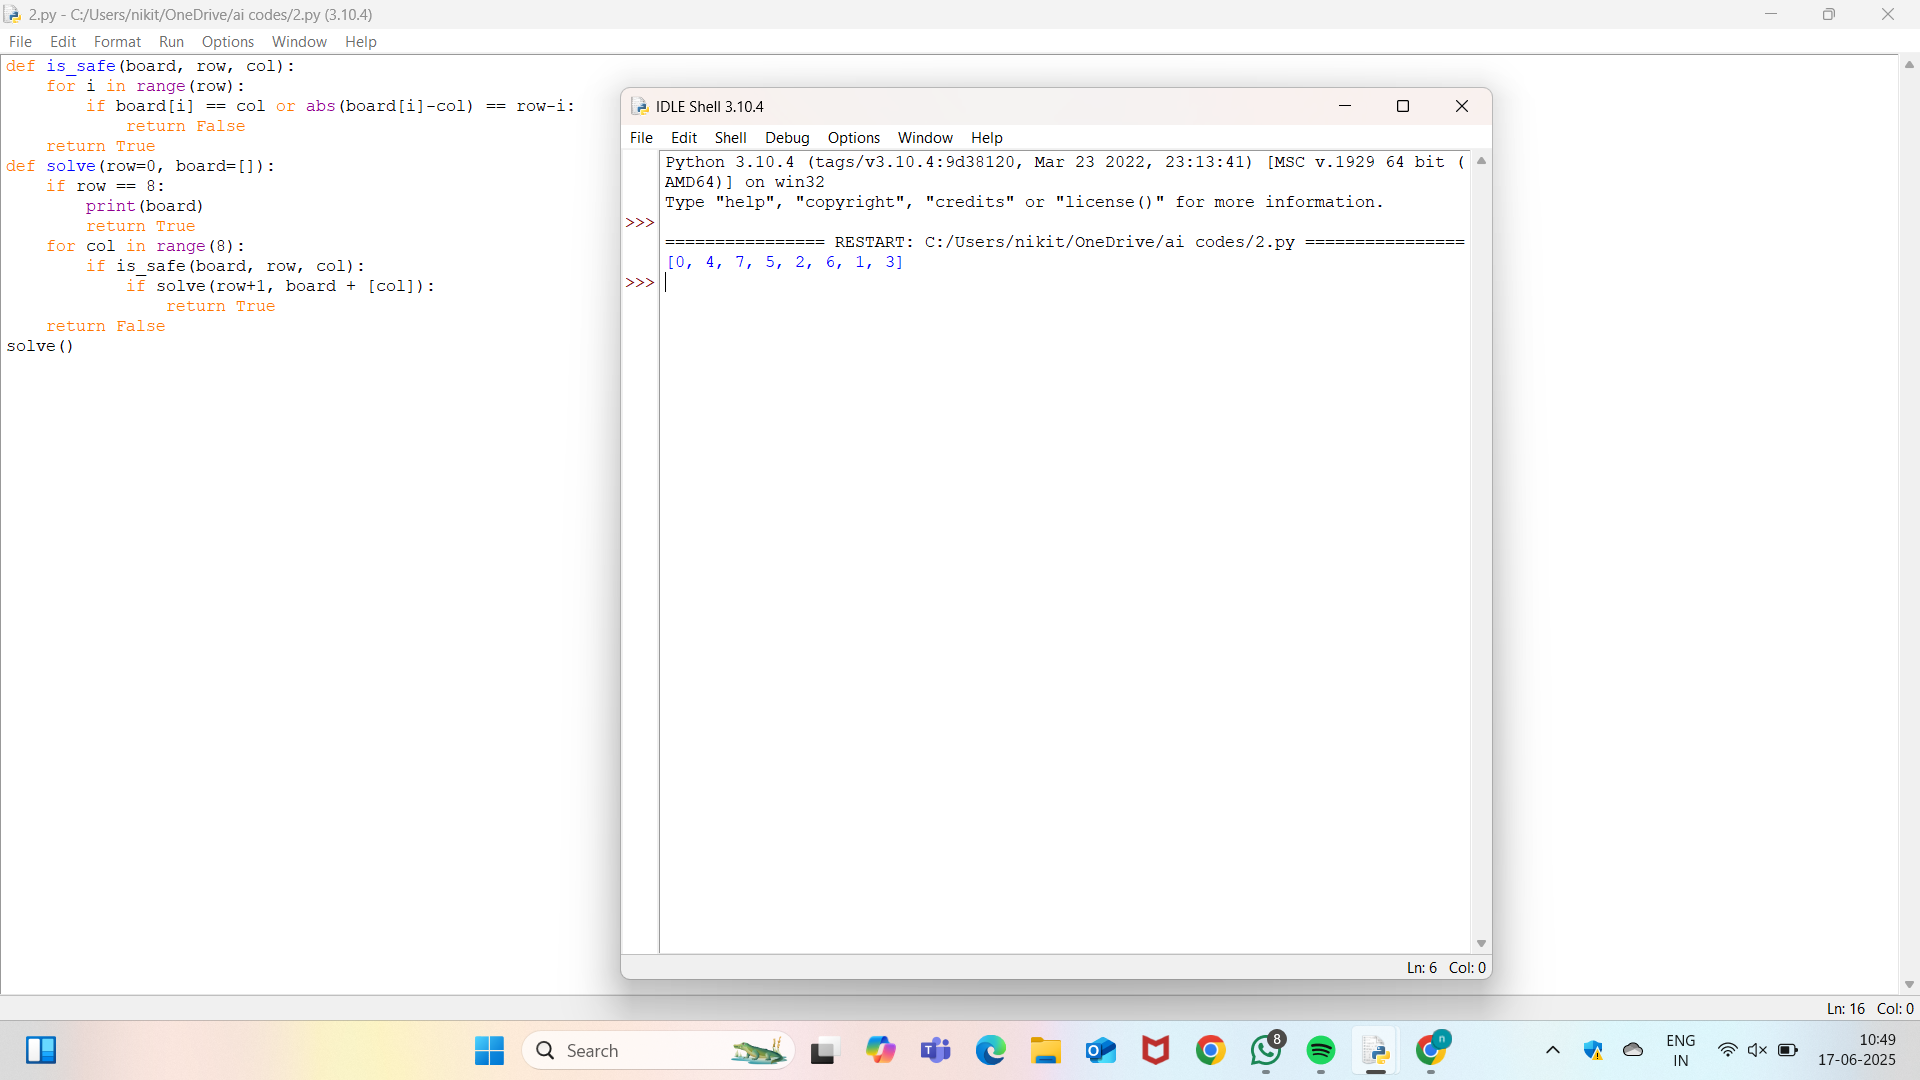 2.py - C:/Users/nikit/OneDrive/ai codes/2.py (3.10.4)
File Edit Format Run Options Window Help
def is_safe(board, row, col):
    for i in range(row):
        if board[i] == col or abs(board[i]-col) == row-i:
            return False
    return True
def solve(row=0, board=[]):
    if row == 8:
        print(board)
        return True
    for col in range(8):
        if is_safe(board, row, col):
            if solve(row+1, board + [col]):
                return True
    return False
solve()
IDLE Shell 3.10.4
File Edit Shell Debug Options Window Help
Python 3.10.4 (tags/v3.10.4:9d38120, Mar 23 2022, 23:13:41) [MSC v.1929 64 bit (
AMD64)] on win32
Type "help", "copyright", "credits" or "license()" for more information.
>>>
================ RESTART: C:/Users/nikit/OneDrive/ai codes/2.py ================
[0, 4, 7, 5, 2, 6, 1, 3]
>>>
Ln: 6 Col: 0
Ln: 16 Col: 0
Search
8
n
ENG
IN
10:49
17-06-2025